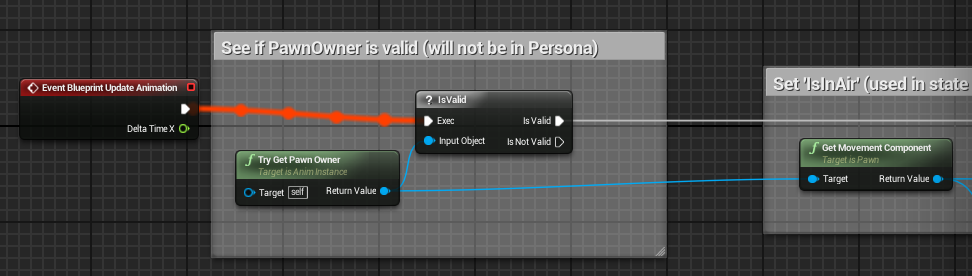 See if PawnOwner is valid (will not be in Persona)
Event Blueprint Update Animation
Delta Time X
? IsValid
Exec
Is Valid
Input Object
Is Not Valid
f Try Get Pawn Owner
Target is Anim Instance
Target self
Return Value
Set 'IsInAir' (used in state
f Get Movement Component
Target is Pawn
Target
Return Value